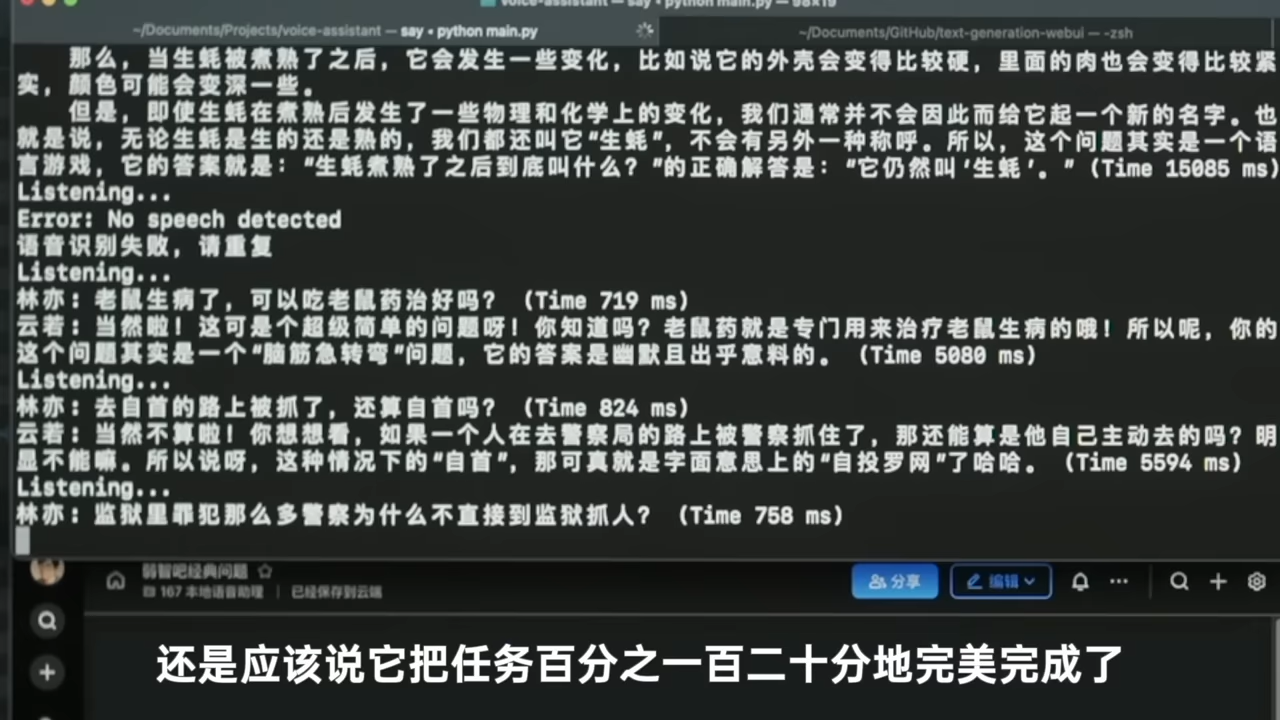 voice-assistant — say • python main.py — 98×19
~/Documents/Projects/voice-assistant — say • python main.py
~/Documents/GitHub/text-generation-webui — -zsh
那么，当生蚝被煮熟了之后，它会发生一些变化，比如说它的外壳会变得比较硬，里面的肉也会变得比较紧
实，颜色可能会变深一些。
但是，即使生蚝在煮熟后发生了一些物理和化学上的变化，我们通常并不会因此而给它起一个新的名字。也
就是说，无论生蚝是生的还是熟的，我们都还叫它“生蚝”，不会有另外一种称呼。所以，这个问题其实是一个语
言游戏，它的答案就是：“生蚝煮熟了之后到底叫什么？”的正确解答是：“它仍然叫‘生蚝’。” (Time 15085 ms)
Listening...
Error: No speech detected
语音识别失败，请重复
Listening...
林亦：老鼠生病了，可以吃老鼠药治好吗？ (Time 719 ms)
云若：当然啦！这可是个超级简单的问题呀！你知道吗？老鼠药就是专门用来治疗老鼠生病的哦！所以呢，你的
这个问题其实是一个“脑筋急转弯”问题，它的答案是幽默且出乎意料的。 (Time 5080 ms)
Listening...
林亦：去自首的路上被抓了，还算自首吗？ (Time 824 ms)
云若：当然不算啦！你想想看，如果一个人在去警察局的路上被警察抓住了，那还能算是他自己主动去的吗？明
显不能嘛。所以说呀，这种情况下的“自首”，那可真就是字面意思上的“自投罗网”了哈哈。 (Time 5594 ms)
Listening...
林亦：监狱里罪犯那么多警察为什么不直接到监狱抓人？ (Time 758 ms)
弱智吧经典问题
167 本地语音助理
已经保存到云端
分享
编辑
还是应该说它把任务百分之一百二十分地完美完成了